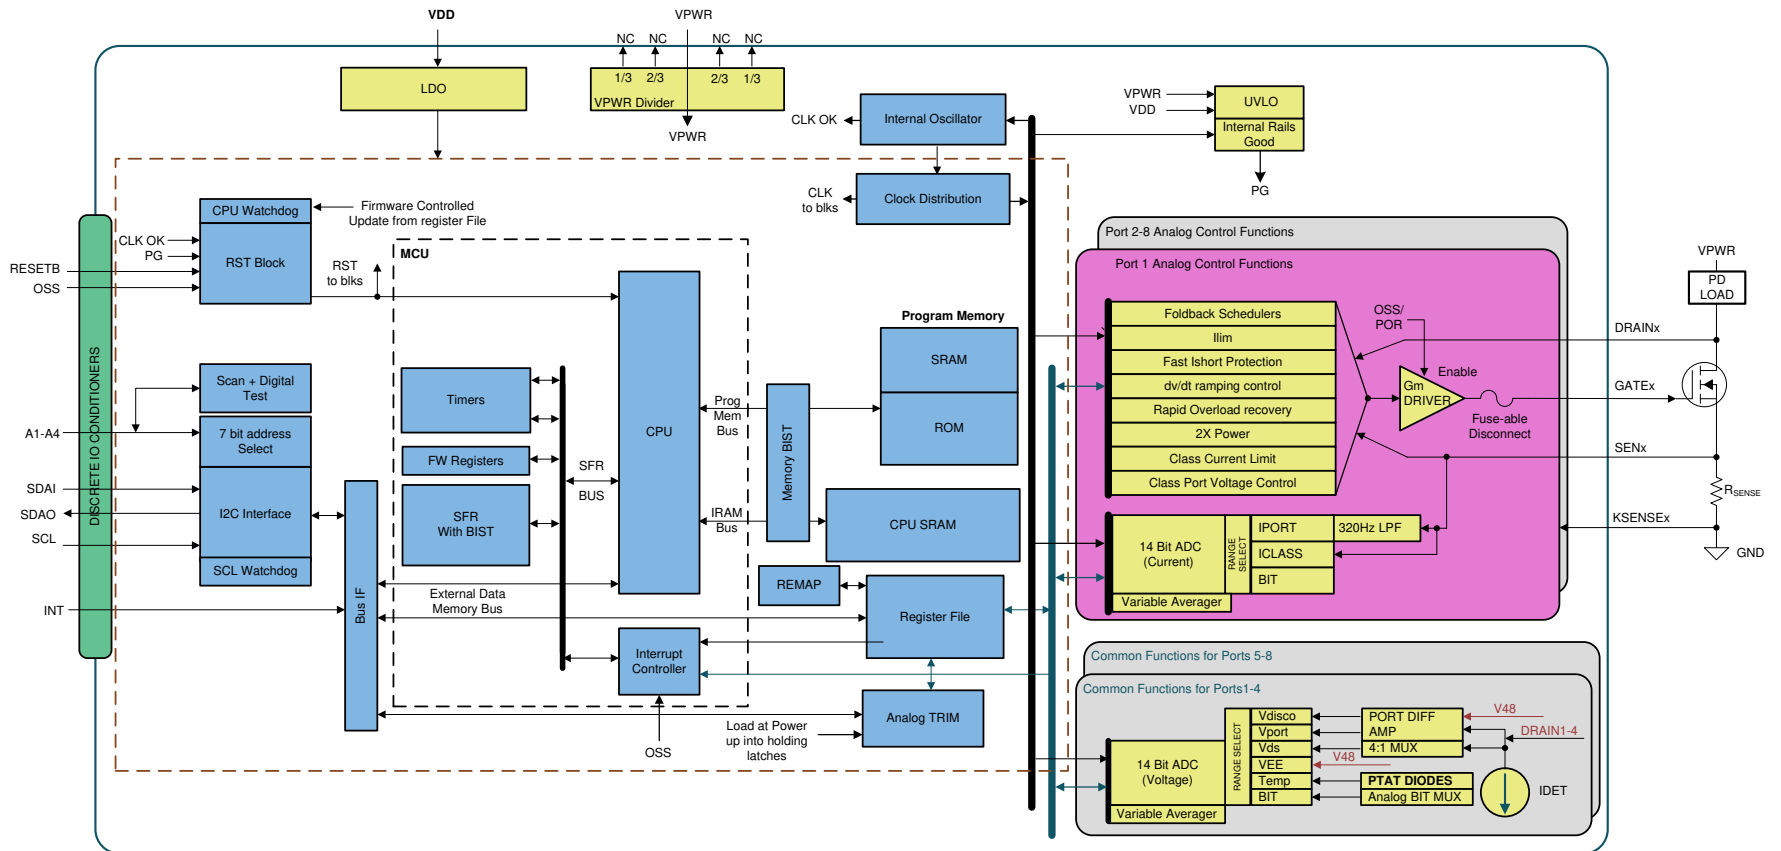 VDD
VPWR
NC
NC
NC
NC
LDO
1/3
2/3
2/3
1/3
VPWR Divider
VPWR
CLK OK
Internal Oscillator
VPWR
VDD
UVLO
Internal Rails
Good
PG
CLK
to blks
Clock Distribution
CPU Watchdog
Firmware Controlled
Update from register File
CLK OK
PG
RESETB
OSS
RST Block
RST
to blks
MCU
DISCRETE IO CONDITIONERS
Scan + Digital
Test
A1-A4
7 bit address
Select
SDAI
SDAO
SCL
I2C Interface
SCL Watchdog
INT
Bus IF
Timers
FW Registers
SFR
With BIST
SFR
BUS
CPU
External Data
Memory Bus
Interrupt
Controller
OSS
Prog
Mem
Bus
IRAM
Bus
Memory BIST
Program Memory
SRAM
ROM
CPU SRAM
REMAP
Register File
Analog TRIM
Load at Power
up into holding
latches
Port 2-8 Analog Control Functions
Port 1 Analog Control Functions
Foldback Schedulers
Ilim
Fast Ishort Protection
dv/dt ramping control
Rapid Overload recovery
2X Power
Class Current Limit
Class Port Voltage Control
OSS/
POR
Enable
Gm
DRIVER
Fuse-able
Disconnect
14 Bit ADC
(Current)
RANGE
SELECT
IPORT
320Hz LPF
ICLASS
BIT
Variable Averager
VPWR
PD
LOAD
DRAINx
GATEx
SENx
RSENSE
KSENSEx
GND
Common Functions for Ports 5-8
Common Functions for Ports1-4
14 Bit ADC
(Voltage)
Variable Averager
RANGE SELECT
Vdisco
Vport
Vds
VEE
Temp
BIT
PORT DIFF
AMP
4:1 MUX
V48
DRAIN1-4
V48
PTAT DIODES
Analog BIT MUX
IDET